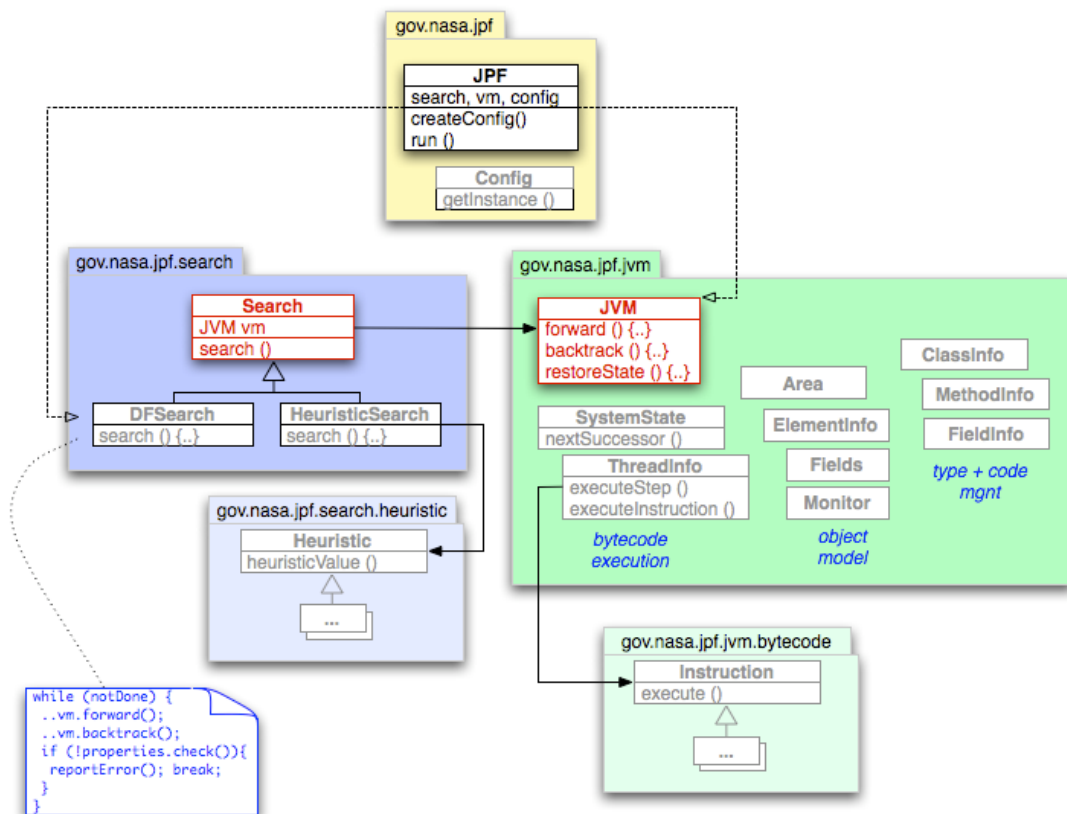 gov.nasa.jpf
JPF
search, vm, config
createConfig()
run ()
Config
getInstance ()
gov.nasa.jpf.search
Search
JVM vm
search ()
DFSearch
search () {..}
HeuristicSearch
search () {..}
gov.nasa.jpf.jvm
JVM
forward () {..}
backtrack () {..}
restoreState () {..}
SystemState
nextSuccessor ()
ThreadInfo
executeStep ()
executeInstruction ()
bytecode
execution
Area
ElementInfo
Fields
Monitor
object
model
ClassInfo
MethodInfo
FieldInfo
type + code
mgnt
gov.nasa.jpf.search.heuristic
Heuristic
heuristicValue ()
...
gov.nasa.jpf.jvm.bytecode
Instruction
execute ()
...
while (notDone) {
..vm.forward();
..vm.backtrack();
if (!properties.check()){
reportError(); break;
}
}